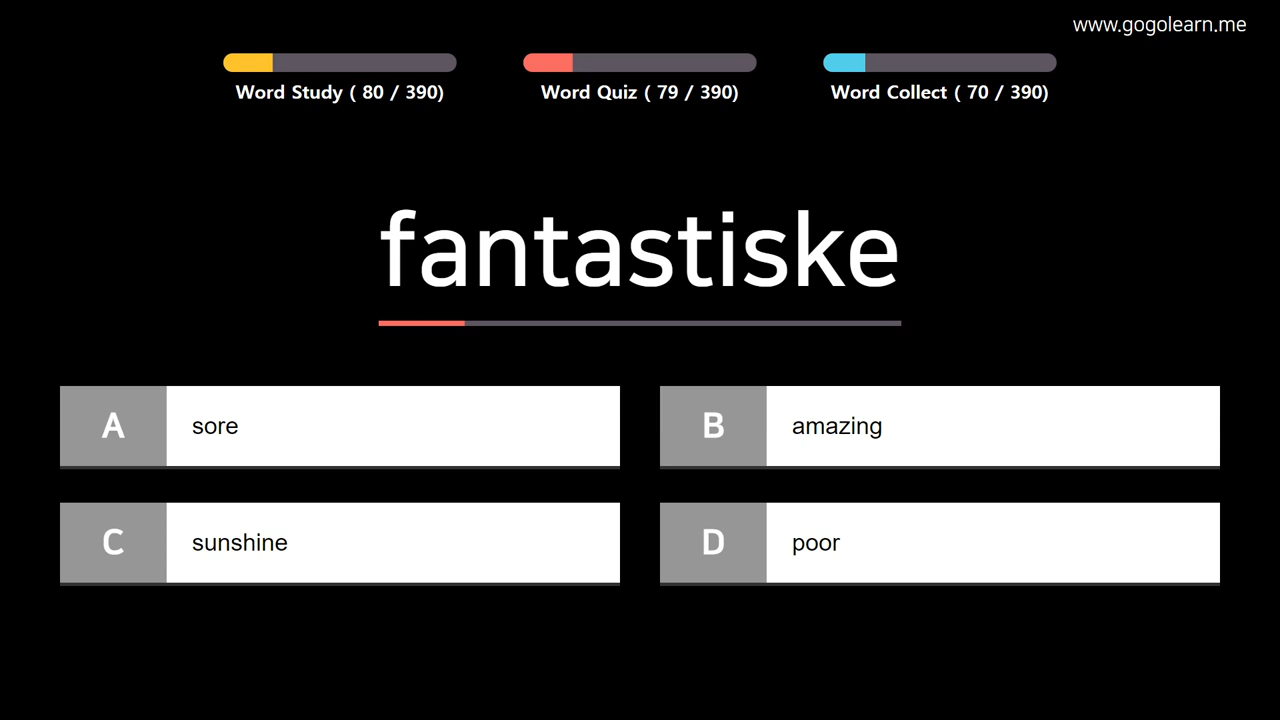 www.gogolearn.me
Word Study ( 80 / 390)
Word Quiz ( 79 / 390)
Word Collect ( 70 / 390)
fantastiske
A sore
B amazing
C sunshine
D poor